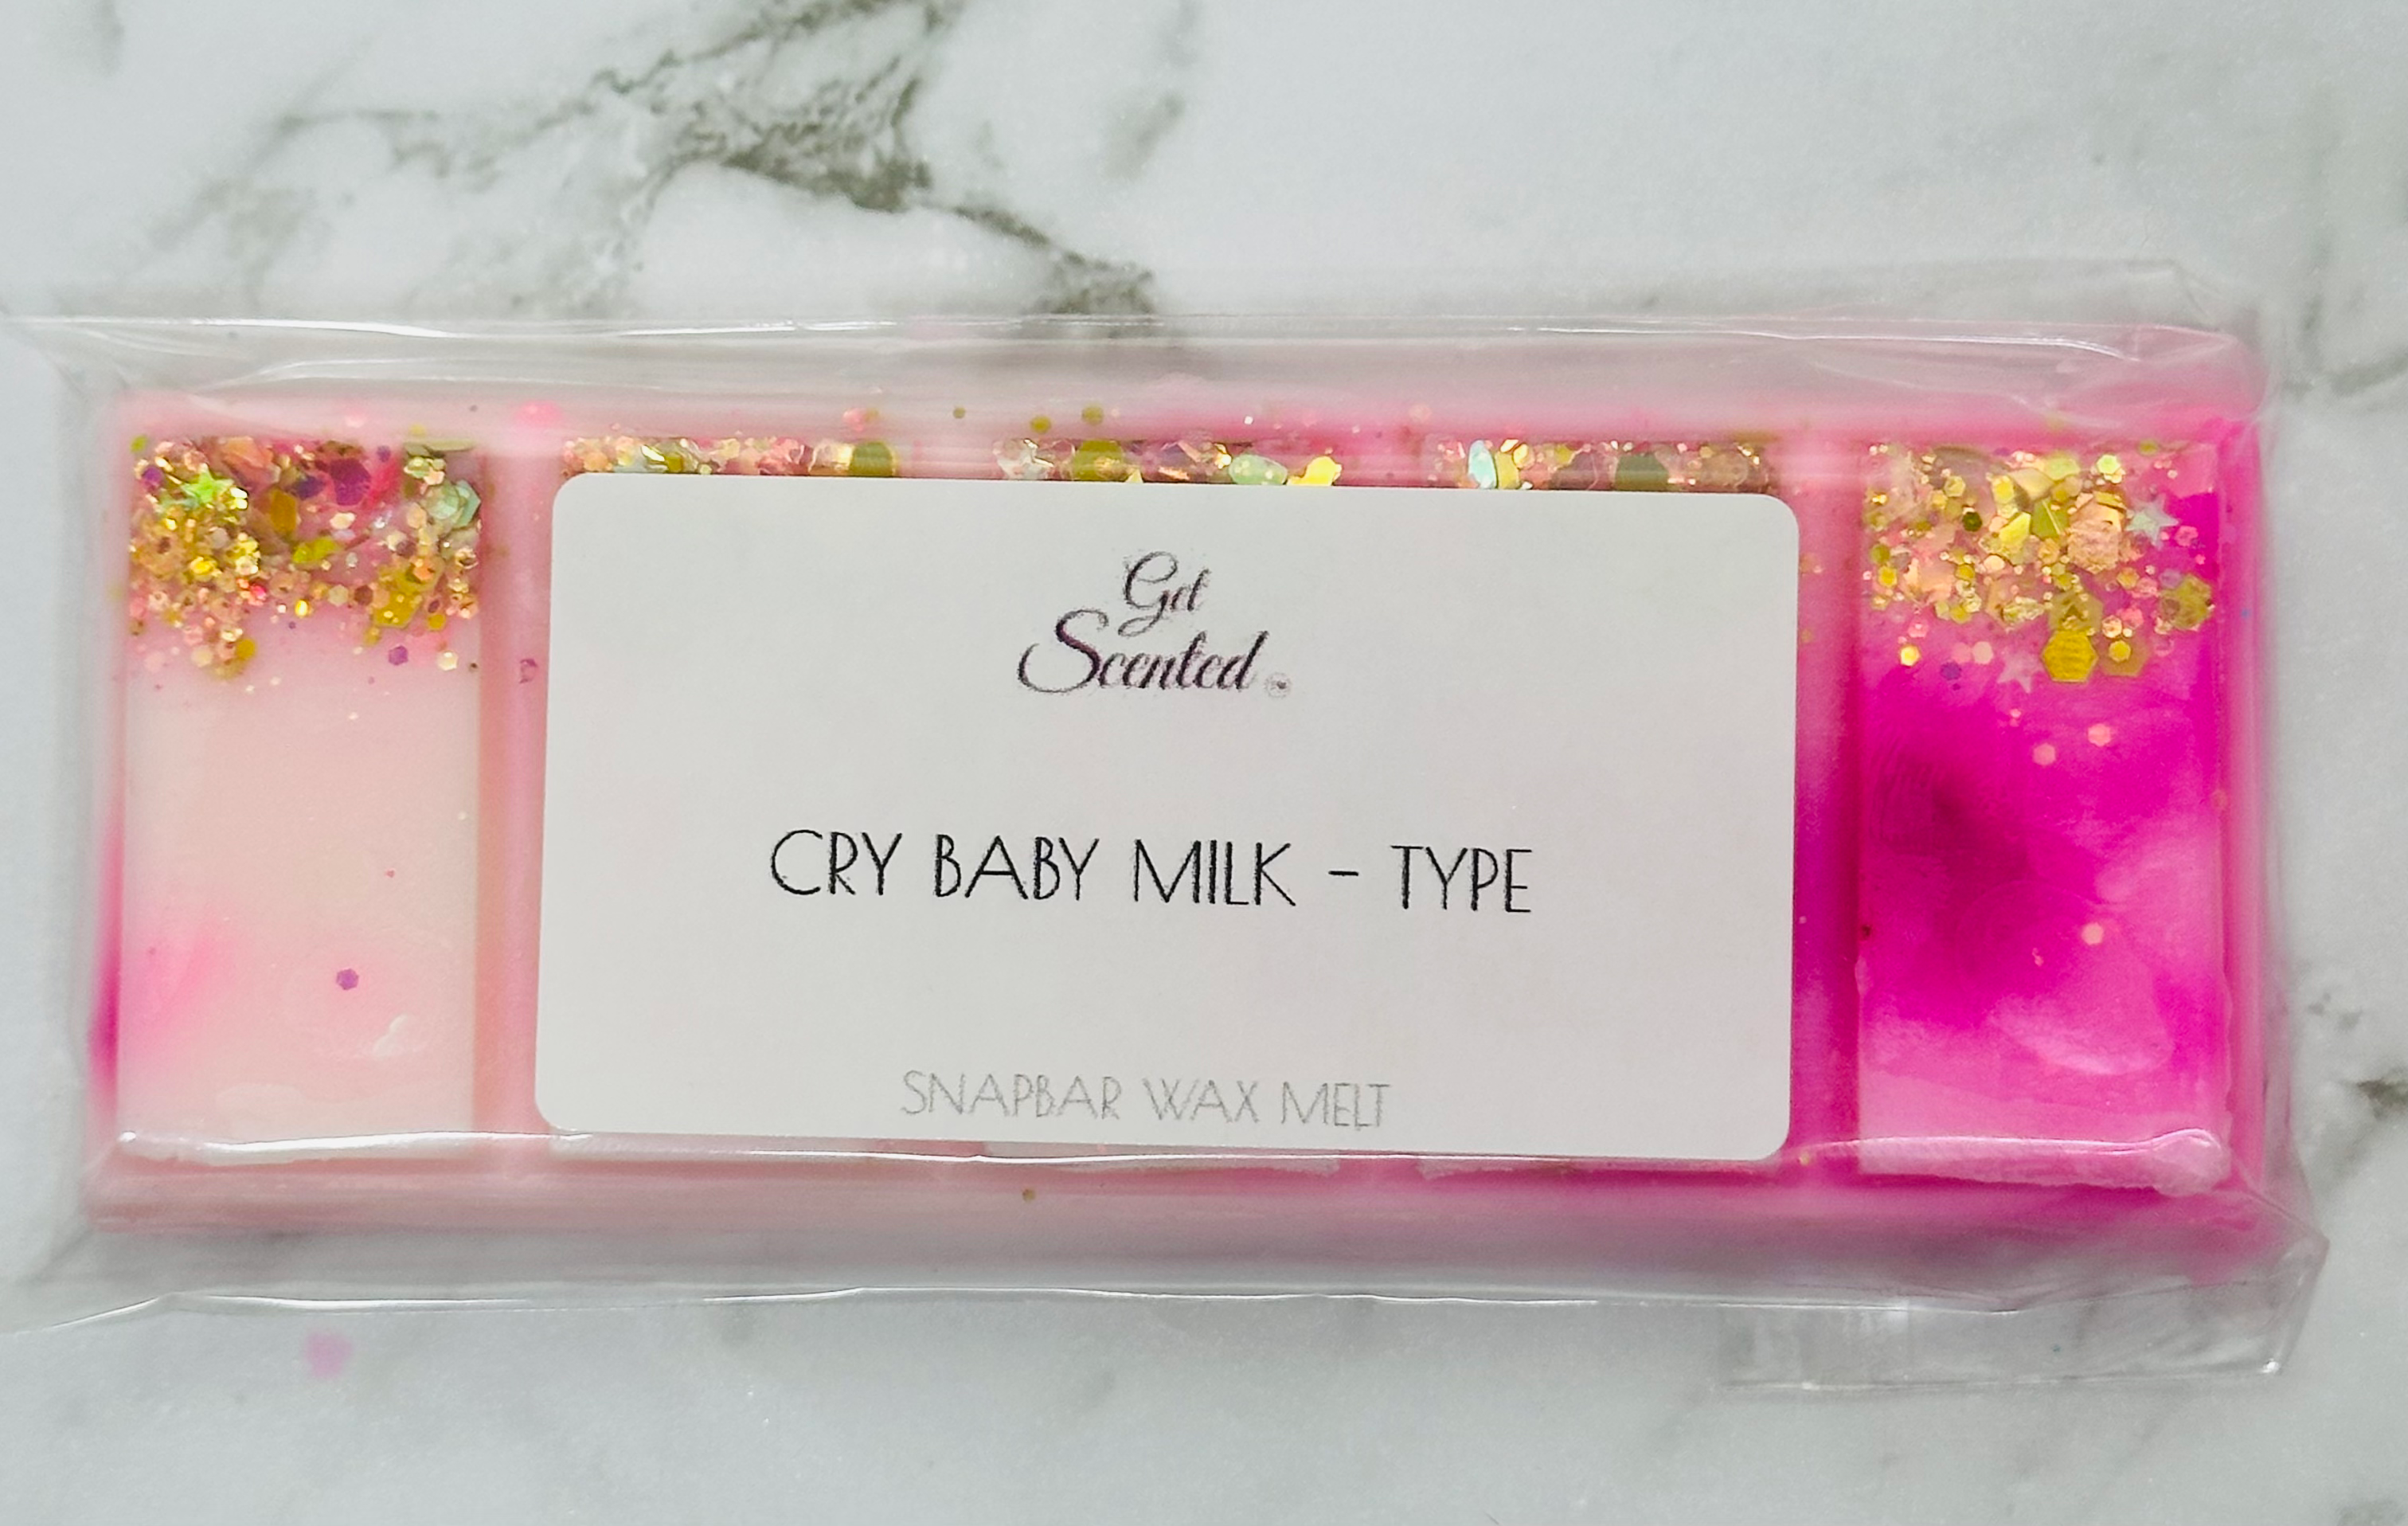 Get
Scented
CRY BABY MILK - TYPE
SNAPBAR WAX MELT